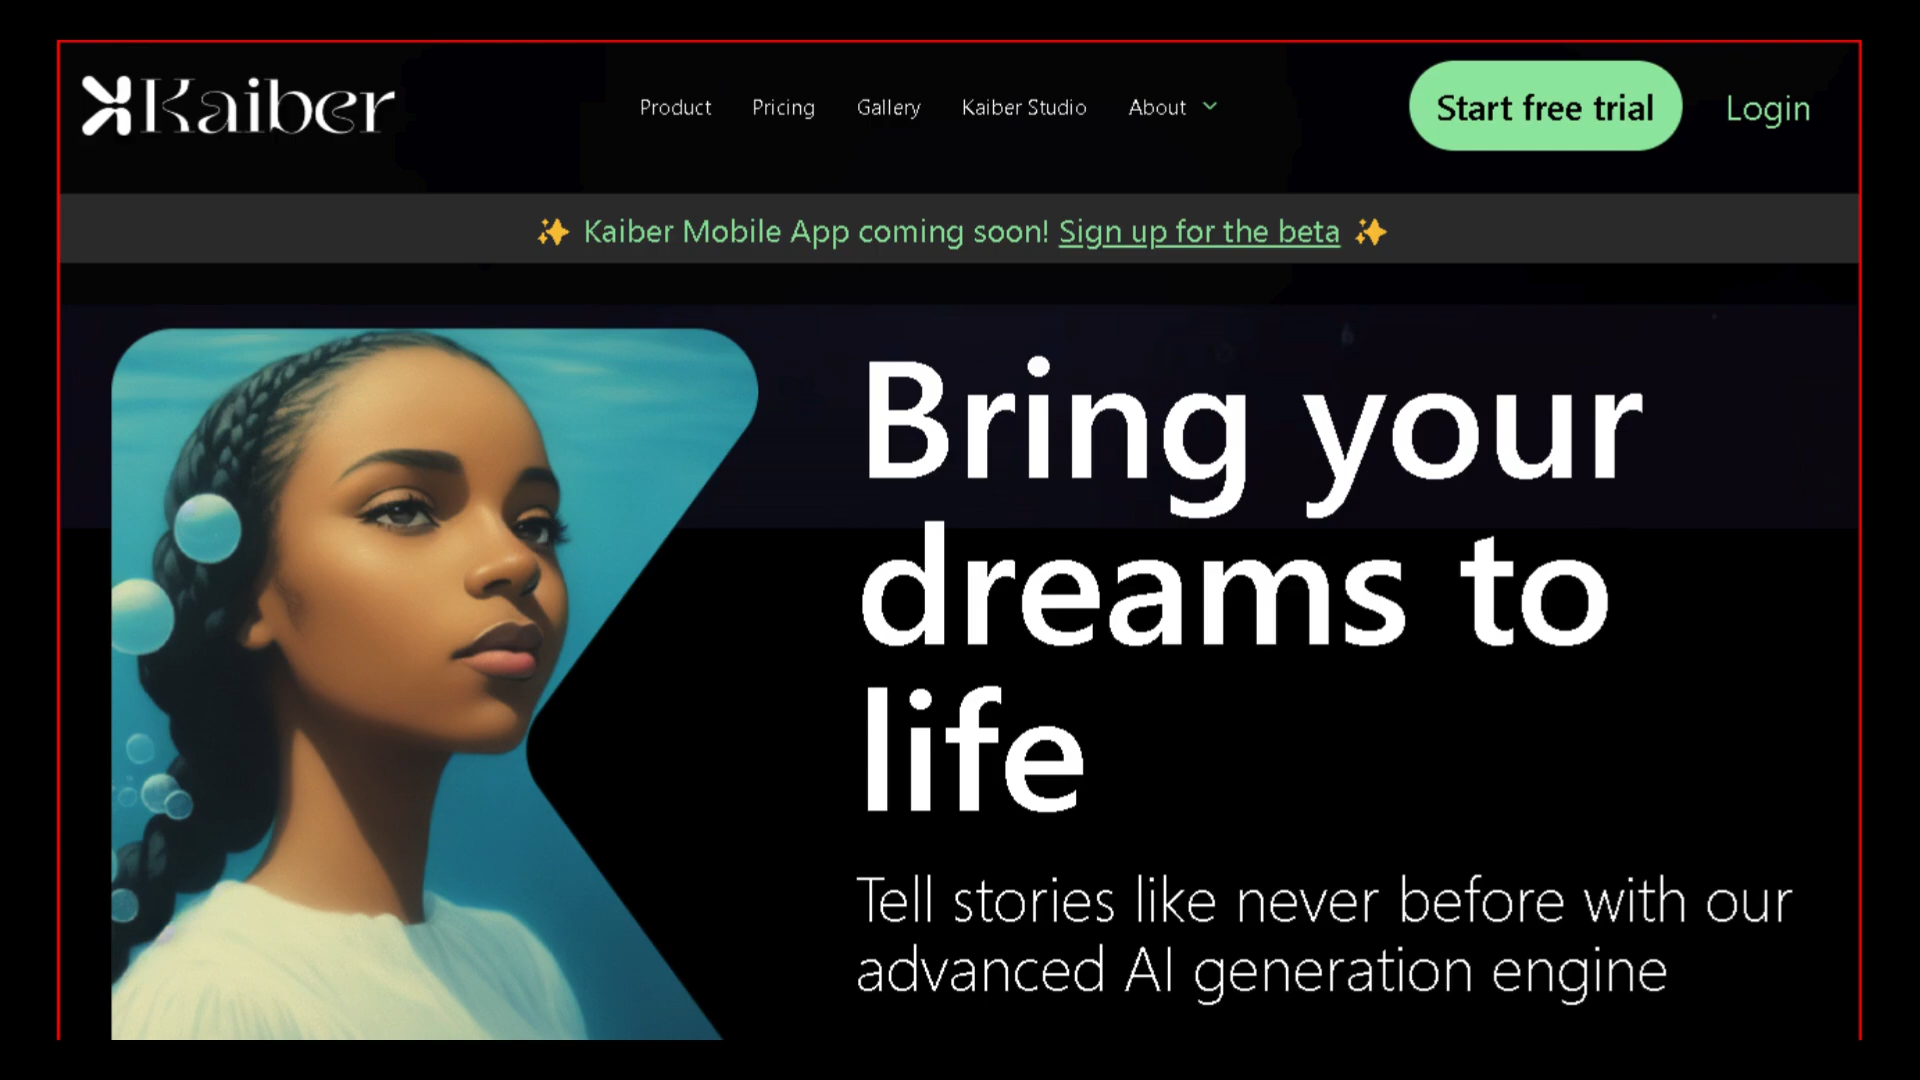 Kaiber
Product Pricing Gallery Kaiber Studio About
Start free trial Login
✨ Kaiber Mobile App coming soon! Sign up for the beta ✨
Bring your
dreams to
life
Tell stories like never before with our
advanced AI generation engine